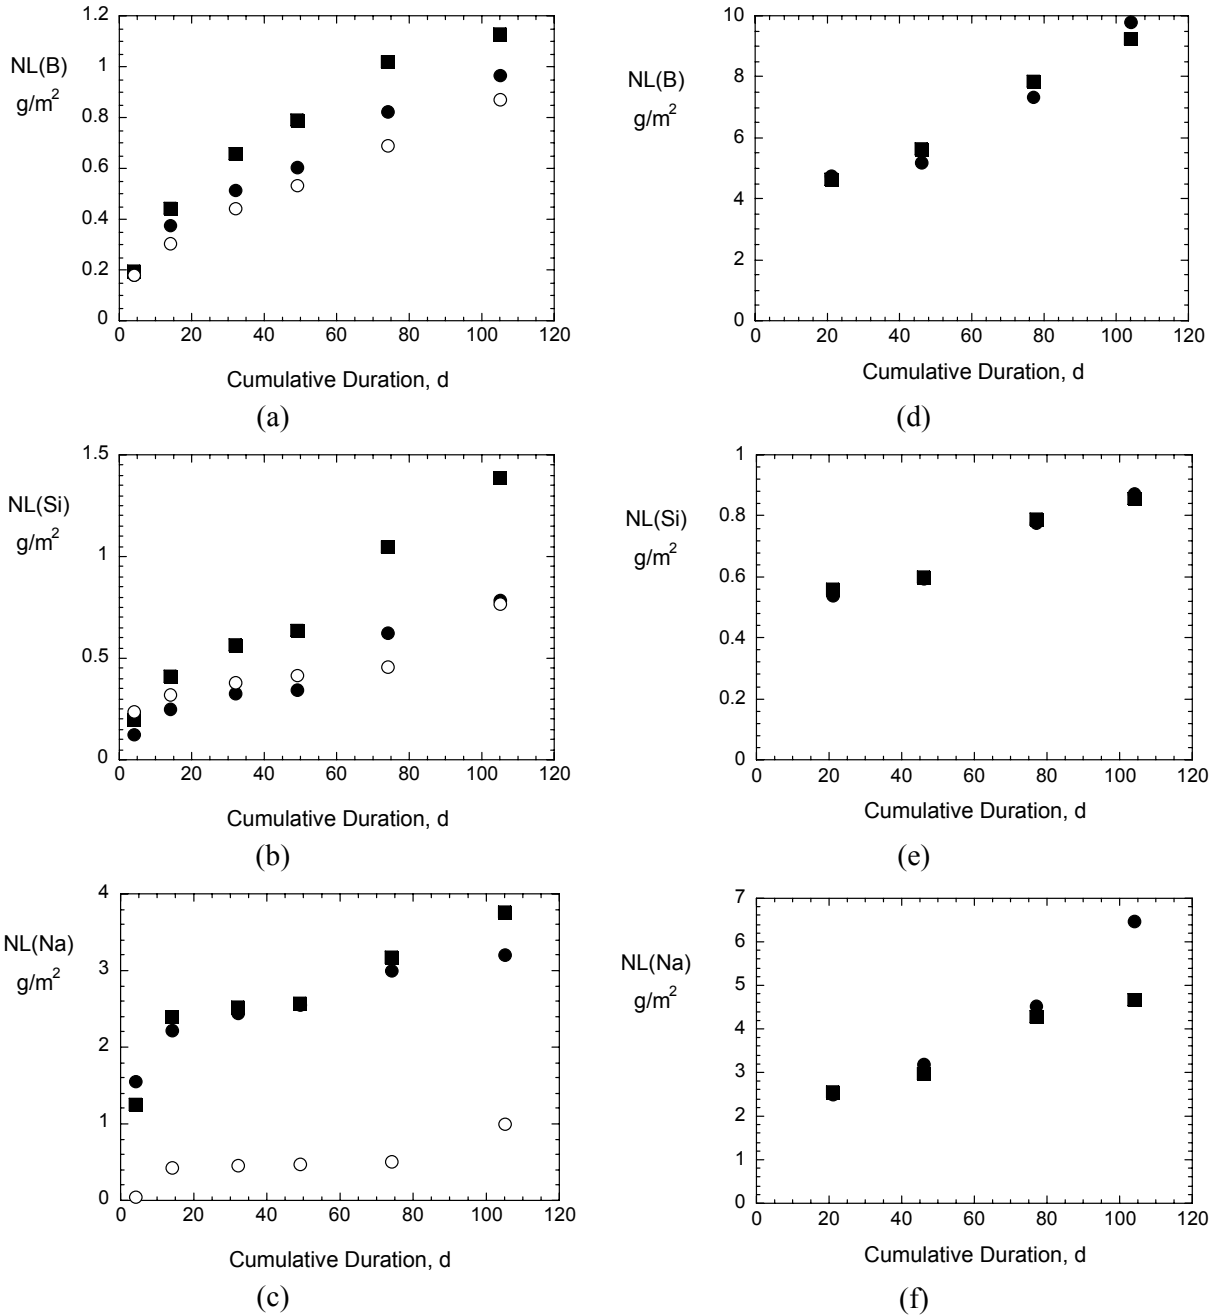 1.2
1
0.8
0.6
0.4
0.2
0
NL(B)
g/m²
0 20 40 60 80 100 120
Cumulative Duration, d
(a)
10
8
6
4
2
0
NL(B)
g/m²
0 20 40 60 80 100 120
Cumulative Duration, d
(d)
1.5
1
0.5
0
NL(Si)
g/m²
0 20 40 60 80 100 120
Cumulative Duration, d
(b)
1
0.8
0.6
0.4
0.2
0
NL(Si)
g/m²
0 20 40 60 80 100 120
Cumulative Duration, d
(e)
4
3
2
1
0
NL(Na)
g/m²
0 20 40 60 80 100 120
Cumulative Duration, d
(c)
7
6
5
4
3
2
1
0
NL(Na)
g/m²
0 20 40 60 80 100 120
Cumulative Duration, d
(f)